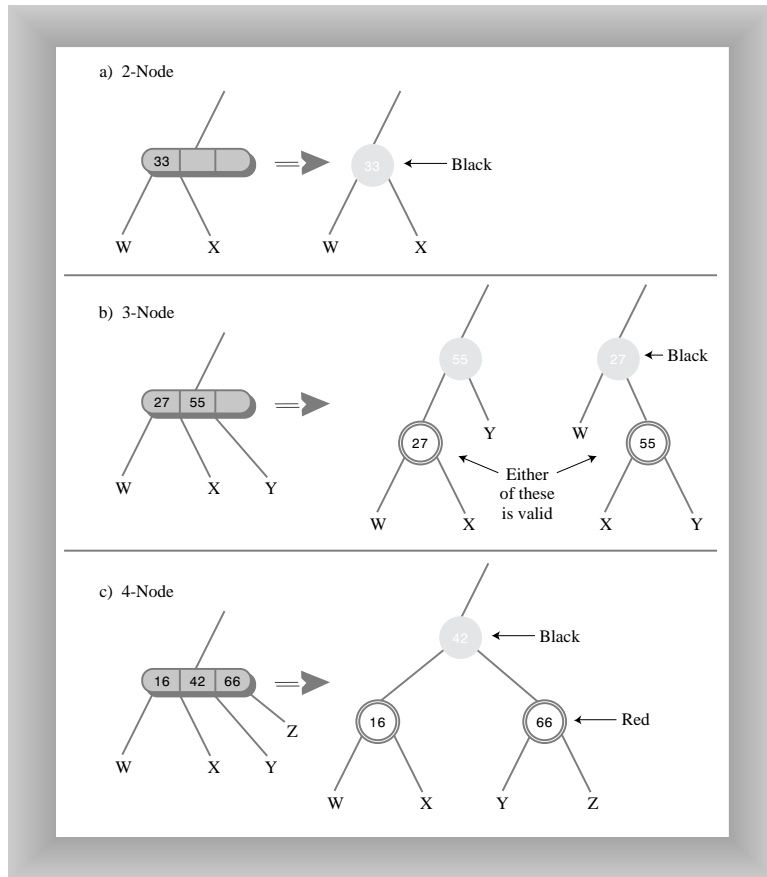 a) 2-Node
33
33
Black
W
X
W
X
b) 3-Node
55
27
Black
27 55
Y
W
27
55
W
X
Y
Either
of these
is valid
W
X
X
Y
c) 4-Node
42
Black
16 42 66
16
66
Red
Z
W
X
Y
W
X
Y
Z